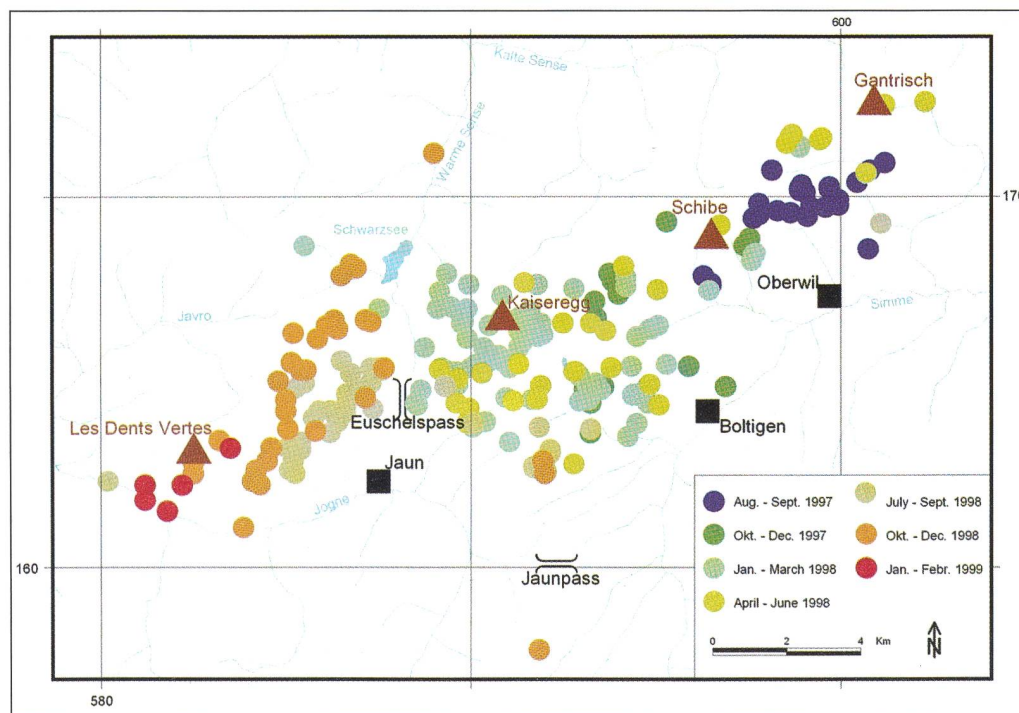 600
Kalte Sense
Gantrisch
Warme Sense
170
Schibe
Schwarzsee
Oberwil
Kaiseregg
Simme
Javro
Euschelspass
Les Dents Vertes
Boltigen
Jaun
Jogne
Aug. - Sept. 1997
July - Sept. 1998
Okt. - Dec. 1997
Okt. - Dec. 1998
Jan. - March 1998
Jan. - Febr. 1999
April - June 1998
160
Jaunpass
0 2 4 Km
N
580